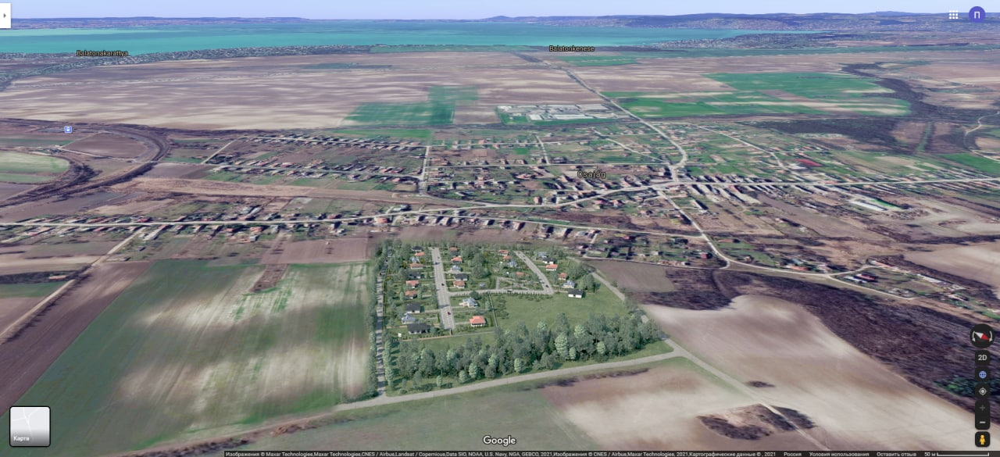 П
Balatonakarattya
Balatonkenese
Csajág
2D
Карта
Google
Изображения © Maxar Technologies,Maxar Technologies,CNES / Airbus,Landsat / Copernicus,Data SIO, NOAA, U.S. Navy, NGA, GEBCO, 2021,Изображения © CNES / Airbus,Maxar Technologies, 2021,Картографические данные © , 2021 Россия Условия использования Оставить отзыв 50 м